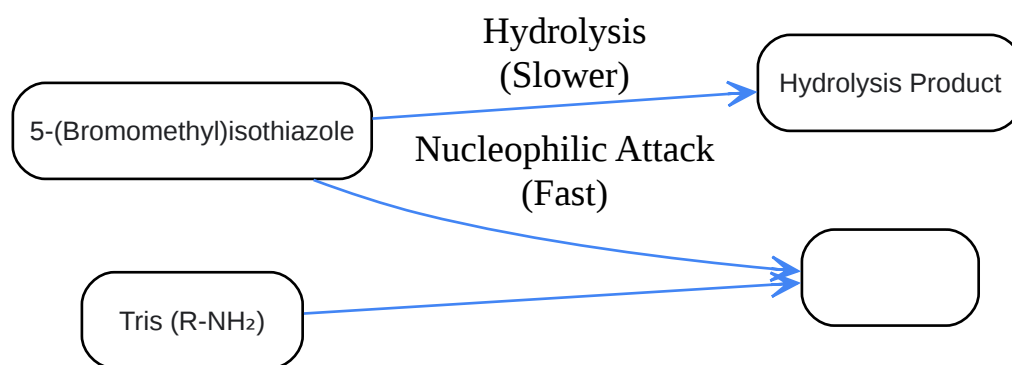 Hydrolysis
(Slower)
Hydrolysis Product
5-(Bromomethyl)isothiazole
Nucleophilic Attack
(Fast)
Tris (R-NH₂)